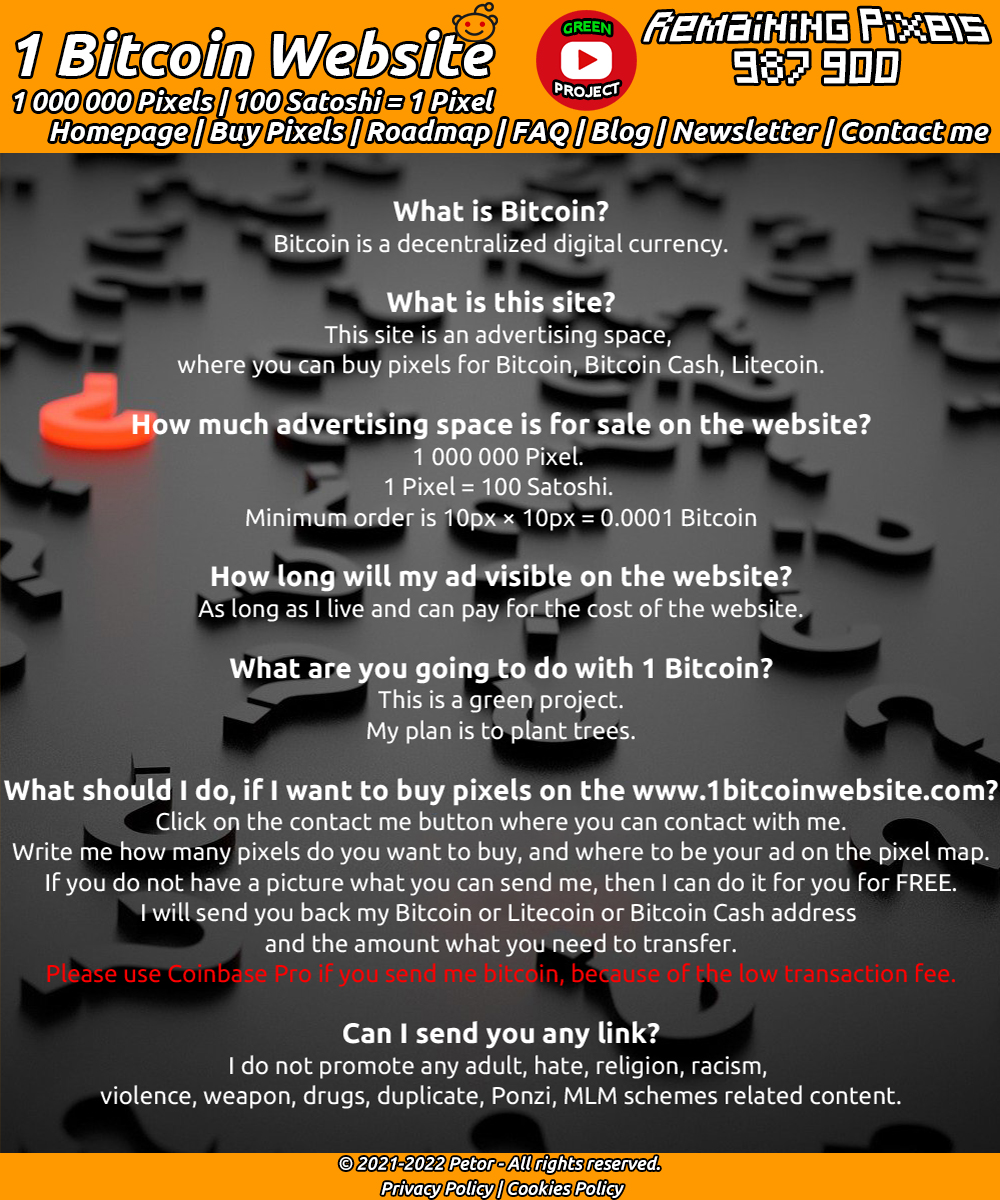 1 Bitcoin Website
1 000 000 Pixels | 100 Satoshi = 1 Pixel
GREEN
PROJECT
Remaining Pixels
987 900
Homepage | Buy Pixels | Roadmap | FAQ | Blog | Newsletter | Contact me
What is Bitcoin?
Bitcoin is a decentralized digital currency.
What is this site?
This site is an advertising space,
where you can buy pixels for Bitcoin, Bitcoin Cash, Litecoin.
How much advertising space is for sale on the website?
1 000 000 Pixel.
1 Pixel = 100 Satoshi.
Minimum order is 10px × 10px = 0.0001 Bitcoin
How long will my ad visible on the website?
As long as I live and can pay for the cost of the website.
What are you going to do with 1 Bitcoin?
This is a green project.
My plan is to plant trees.
What should I do, if I want to buy pixels on the www.1bitcoinwebsite.com?
Click on the contact me button where you can contact with me.
Write me how many pixels do you want to buy, and where to be your ad on the pixel map.
If you do not have a picture what you can send me, then I can do it for you for FREE.
I will send you back my Bitcoin or Litecoin or Bitcoin Cash address
and the amount what you need to transfer.
Please use Coinbase Pro if you send me bitcoin, because of the low transaction fee.
Can I send you any link?
I do not promote any adult, hate, religion, racism,
violence, weapon, drugs, duplicate, Ponzi, MLM schemes related content.
© 2021-2022 Petor - All rights reserved.
Privacy Policy | Cookies Policy